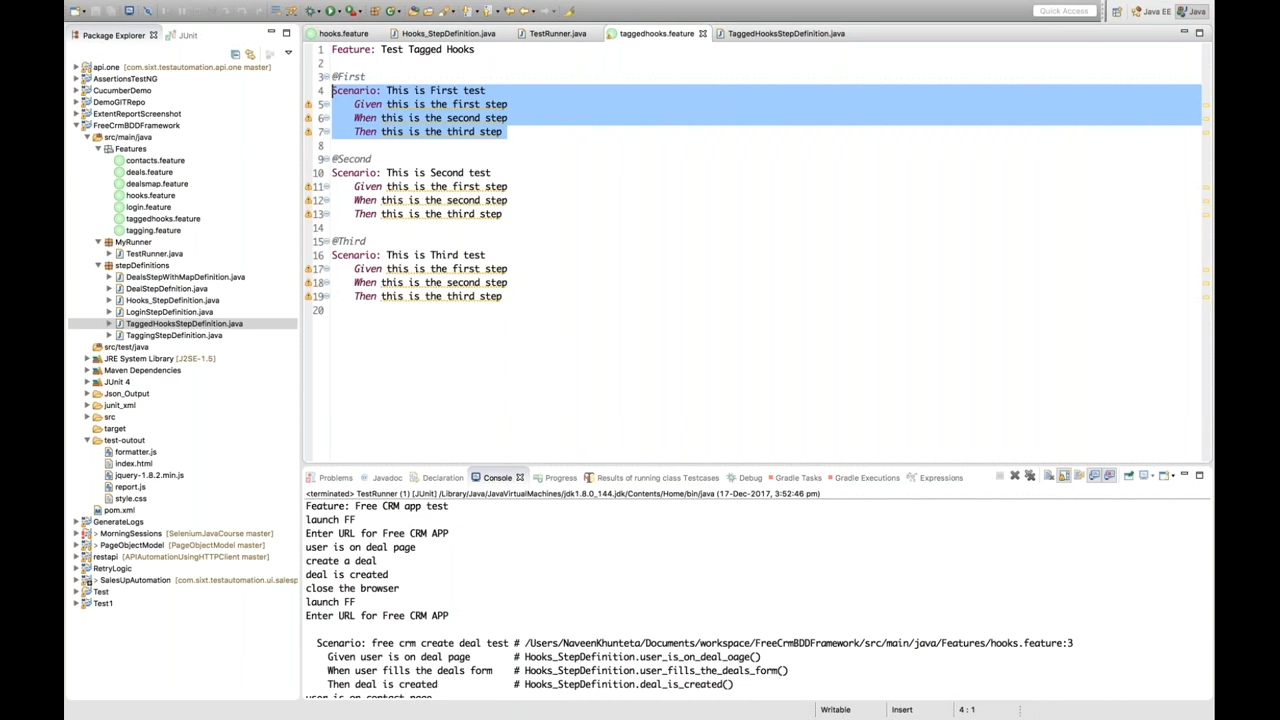 Quick Access
Java EE
Java
Package Explorer
JUnit
api.one [com.sixt.testautomation.api.one master]
AssertionsTestNG
CucumberDemo
DemoGITRepo
ExtentReportScreenshot
FreeCrmBDDFramework
src/main/java
Features
contacts.feature
deals.feature
dealsmap.feature
hooks.feature
login.feature
taggedhooks.feature
tagging.feature
MyRunner
TestRunner.java
stepDefinitions
DealsStepWithMapDefinition.java
DealStepDefnition.java
Hooks_StepDefinition.java
LoginStepDefinition.java
TaggedHooksStepDefinition.java
TaggingStepDefinition.java
src/test/java
JRE System Library [J2SE-1.5]
Maven Dependencies
JUnit 4
Json_Output
junit_xml
src
target
test-outout
formatter.js
index.html
jquery-1.8.2.min.js
report.js
style.css
pom.xml
GenerateLogs
> MorningSessions [SeleniumJavaCourse master]
> PageObjectModel [PageObjectModel master]
restapi [APIAutomationUsingHTTPClient master]
RetryLogic
> SalesUpAutomation [com.sixt.testautomation.ui.salesp
Test
Test1
hooks.feature
Hooks_StepDefinition.java
TestRunner.java
taggedhooks.feature
TaggedHooksStepDefinition.java
1 Feature: Test Tagged Hooks
2
3 @First
4 Scenario: This is First test
5 Given this is the first step
6 When this is the second step
7 Then this is the third step
8
9 @Second
10 Scenario: This is Second test
11 Given this is the first step
12 When this is the second step
13 Then this is the third step
14
15 @Third
16 Scenario: This is Third test
17 Given this is the first step
18 When this is the second step
19 Then this is the third step
20
Problems
Javadoc
Declaration
Console
Progress
Results of running class Testcases
Debug
Gradle Tasks
Gradle Executions
Expressions
<terminated> TestRunner (1) [JUnit] /Library/Java/JavaVirtualMachines/jdk1.8.0_144.jdk/Contents/Home/bin/java (17-Dec-2017, 3:52:46 pm)
Feature: Free CRM app test
launch FF
Enter URL for Free CRM APP
user is on deal page
create a deal
deal is created
close the browser
launch FF
Enter URL for Free CRM APP
Scenario: free crm create deal test # /Users/NaveenKhunteta/Documents/workspace/FreeCrmBDDFramework/src/main/java/Features/hooks.feature:3
Given user is on deal page # Hooks_StepDefinition.user_is_on_deal_oage()
When user fills the deals form # Hooks_StepDefinition.user_fills_the_deals_form()
Then deal is created # Hooks_StepDefinition.deal_is_created()
user is on contact page
Writable
Insert
4 : 1